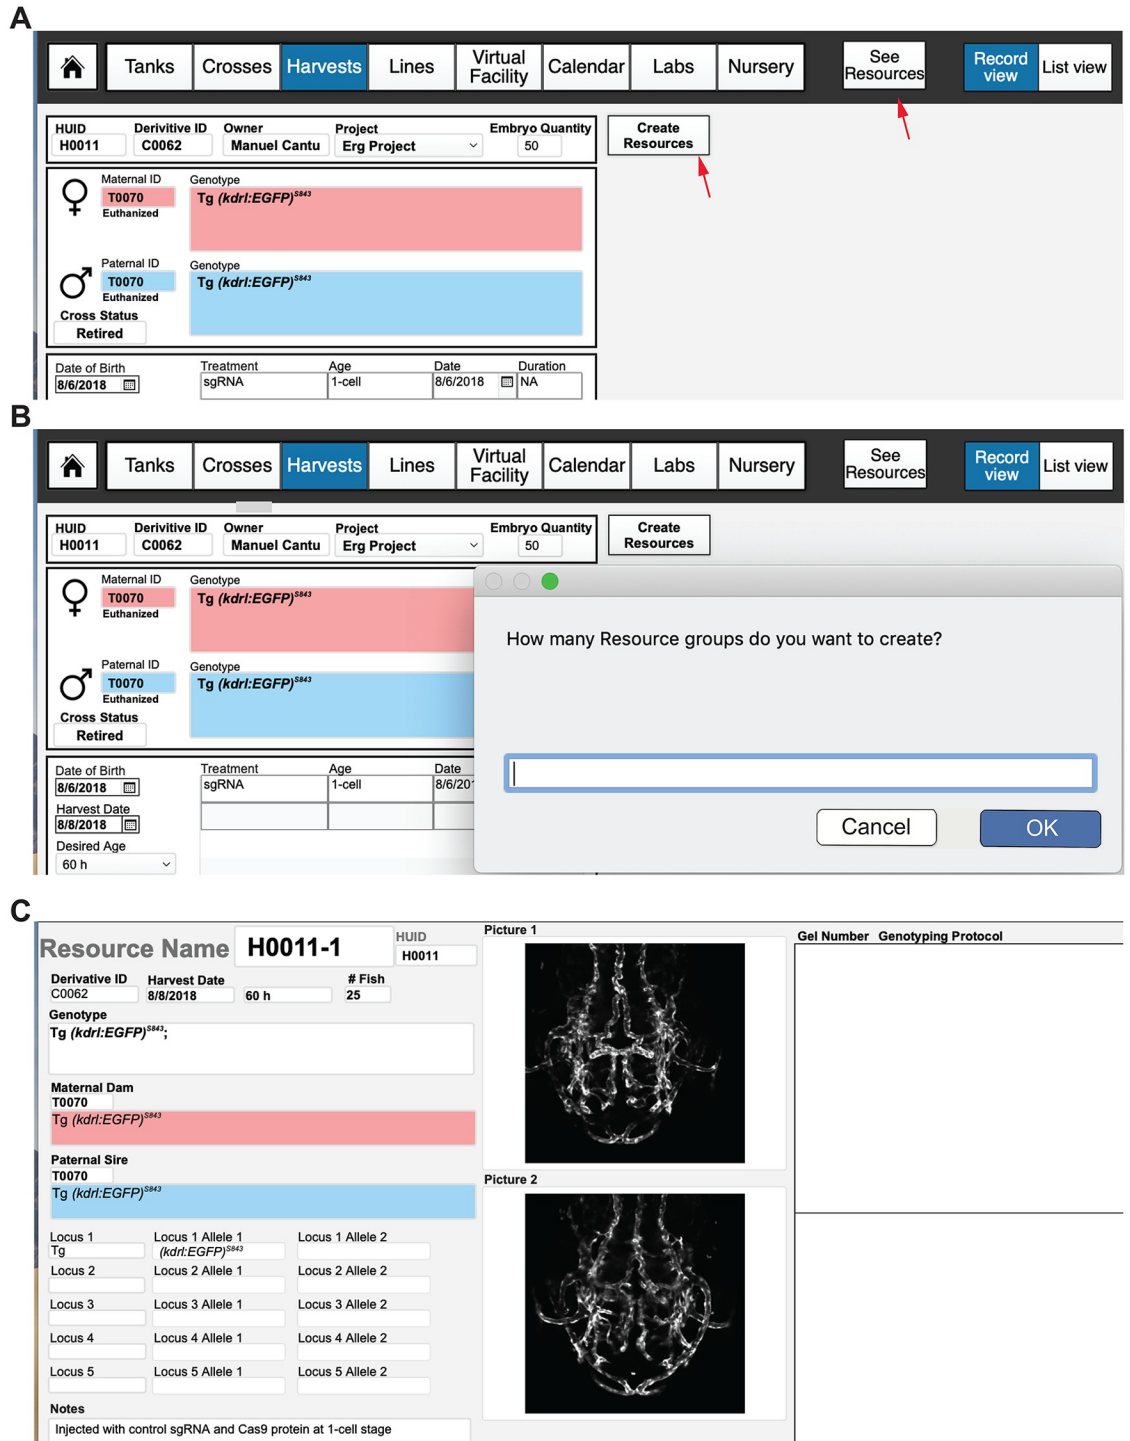 A
Tanks Crosses Harvests Lines Virtual Facility Calendar Labs Nursery See Resources Record view List view
HUID Derivitive ID Owner Project Embryo Quantity
H0011 C0062 Manuel Cantu Erg Project 50
Create Resources
Maternal ID Genotype
T0070 Tg (kdrl:EGFP)S843
Euthanized
Paternal ID Genotype
T0070 Tg (kdrl:EGFP)S843
Euthanized
Cross Status
Retired
Date of Birth Treatment Age Date Duration
8/6/2018 sgRNA 1-cell 8/6/2018 NA
B
Tanks Crosses Harvests Lines Virtual Facility Calendar Labs Nursery See Resources Record view List view
HUID Derivitive ID Owner Project Embryo Quantity
H0011 C0062 Manuel Cantu Erg Project 50
Create Resources
Maternal ID Genotype
T0070 Tg (kdrl:EGFP)S843
Euthanized
Paternal ID Genotype
T0070 Tg (kdrl:EGFP)S843
Euthanized
Cross Status
Retired
Date of Birth Treatment Age Date
8/6/2018 sgRNA 1-cell 8/6/20
Harvest Date
8/8/2018
Desired Age
60 h
How many Resource groups do you want to create?
Cancel OK
C
Resource Name H0011-1 HUID
H0011
Derivative ID Harvest Date # Fish
C0062 8/8/2018 60 h 25
Genotype
Tg (kdrl:EGFP)S843;
Maternal Dam
T0070
Tg (kdrl:EGFP)S843
Paternal Sire
T0070
Tg (kdrl:EGFP)S843
Locus 1 Locus 1 Allele 1 Locus 1 Allele 2
Tg (kdrl:EGFP)S843
Locus 2 Locus 2 Allele 1 Locus 2 Allele 2
Locus 3 Locus 3 Allele 1 Locus 3 Allele 2
Locus 4 Locus 4 Allele 1 Locus 4 Allele 2
Locus 5 Locus 5 Allele 1 Locus 5 Allele 2
Notes
Injected with control sgRNA and Cas9 protein at 1-cell stage
Picture 1
Picture 2
Gel Number Genotyping Protocol